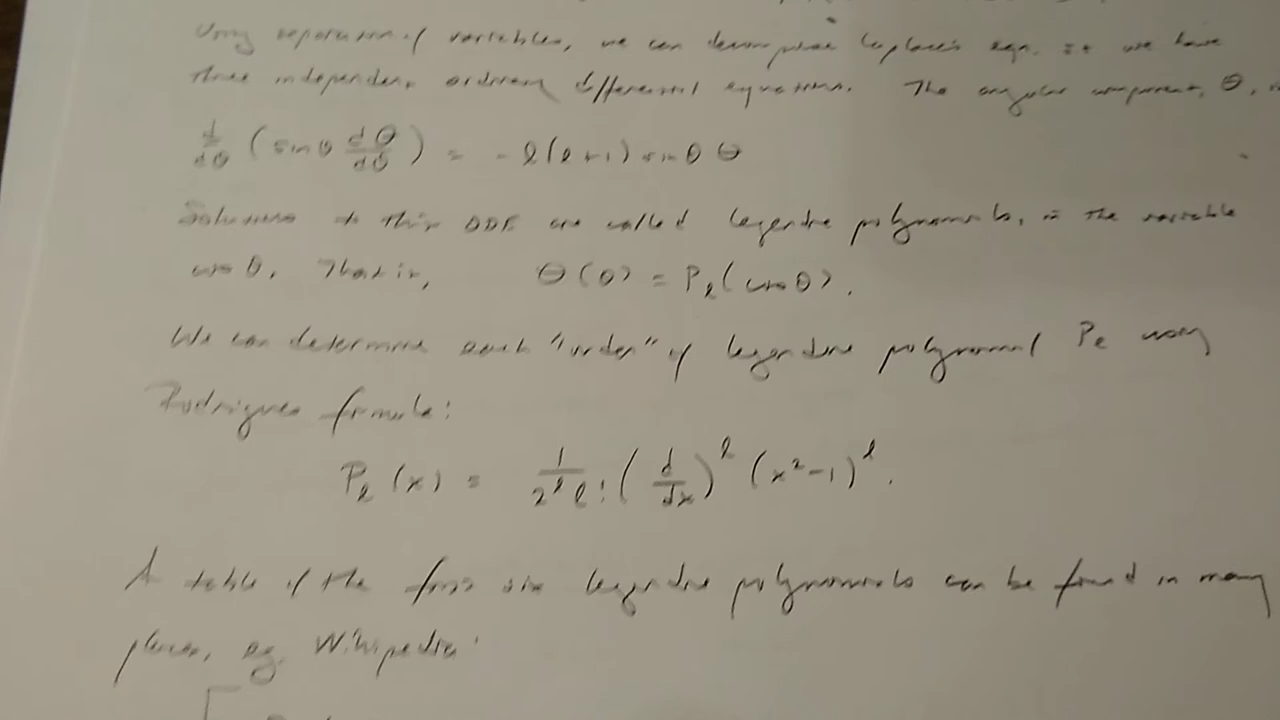 Using separation of variables, we can decompose Laplace's eqn. so we have
three independent ordinary differential equations. The angular component, Θ,
d/dθ (sin θ dΘ/dθ) = -l(l+1) sin θ Θ
Solutions to this ODE are called Legendre polynomials, in the variable
cos θ. That is, Θ(θ) = P_l(cos θ).
We can determine each "order" of Legendre polynomial P_l using
Rodrigues formula:
P_l(x) = 1/(2^l l!) (d/dx)^l (x²-1)^l.
A table of the first six Legendre polynomials can be found in many
places, eg. Wikipedia: